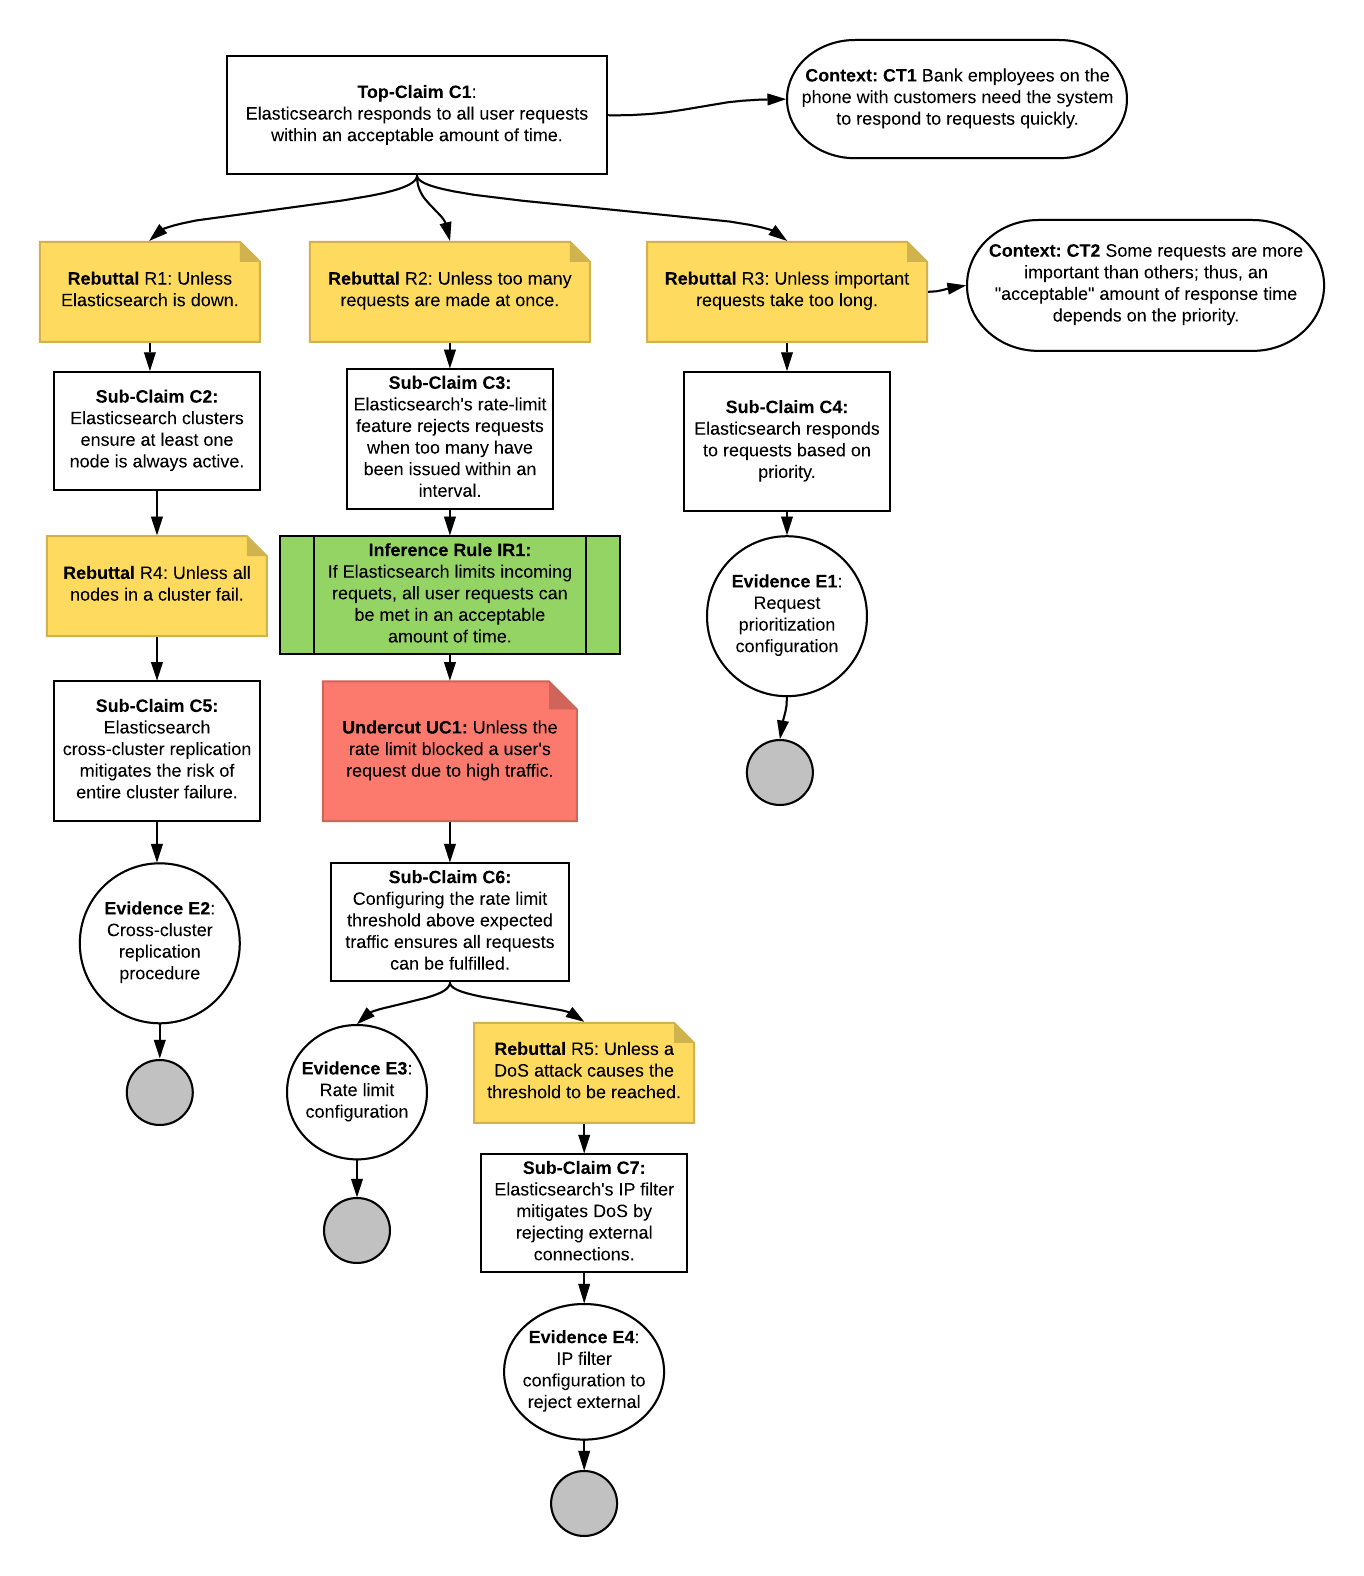 Top-Claim C1:
Elasticsearch responds to all user requests
within an acceptable amount of time.
Context: CT1 Bank employees on the
phone with customers need the system
to respond to requests quickly.
Rebuttal R1: Unless
Elasticsearch is down.
Rebuttal R2: Unless too many
requests are made at once.
Rebuttal R3: Unless important
requests take too long.
Context: CT2 Some requests are more
important than others; thus, an
"acceptable" amount of response time
depends on the priority.
Sub-Claim C2:
Elasticsearch clusters
ensure at least one
node is always active.
Sub-Claim C3:
Elasticsearch's rate-limit
feature rejects requests
when too many have
been issued within an
interval.
Sub-Claim C4:
Elasticsearch responds
to requests based on
priority.
Rebuttal R4: Unless all
nodes in a cluster fail.
Inference Rule IR1:
If Elasticsearch limits incoming
requets, all user requests can
be met in an acceptable
amount of time.
Evidence E1:
Request
prioritization
configuration
Sub-Claim C5:
Elasticsearch
cross-cluster replication
mitigates the risk of
entire cluster failure.
Undercut UC1: Unless the
rate limit blocked a user's
request due to high traffic.
Evidence E2:
Cross-cluster
replication
procedure
Sub-Claim C6:
Configuring the rate limit
threshold above expected
traffic ensures all requests
can be fulfilled.
Evidence E3:
Rate limit
configuration
Rebuttal R5: Unless a
DoS attack causes the
threshold to be reached.
Sub-Claim C7:
Elasticsearch's IP filter
mitigates DoS by
rejecting external
connections.
Evidence E4:
IP filter
configuration to
reject external